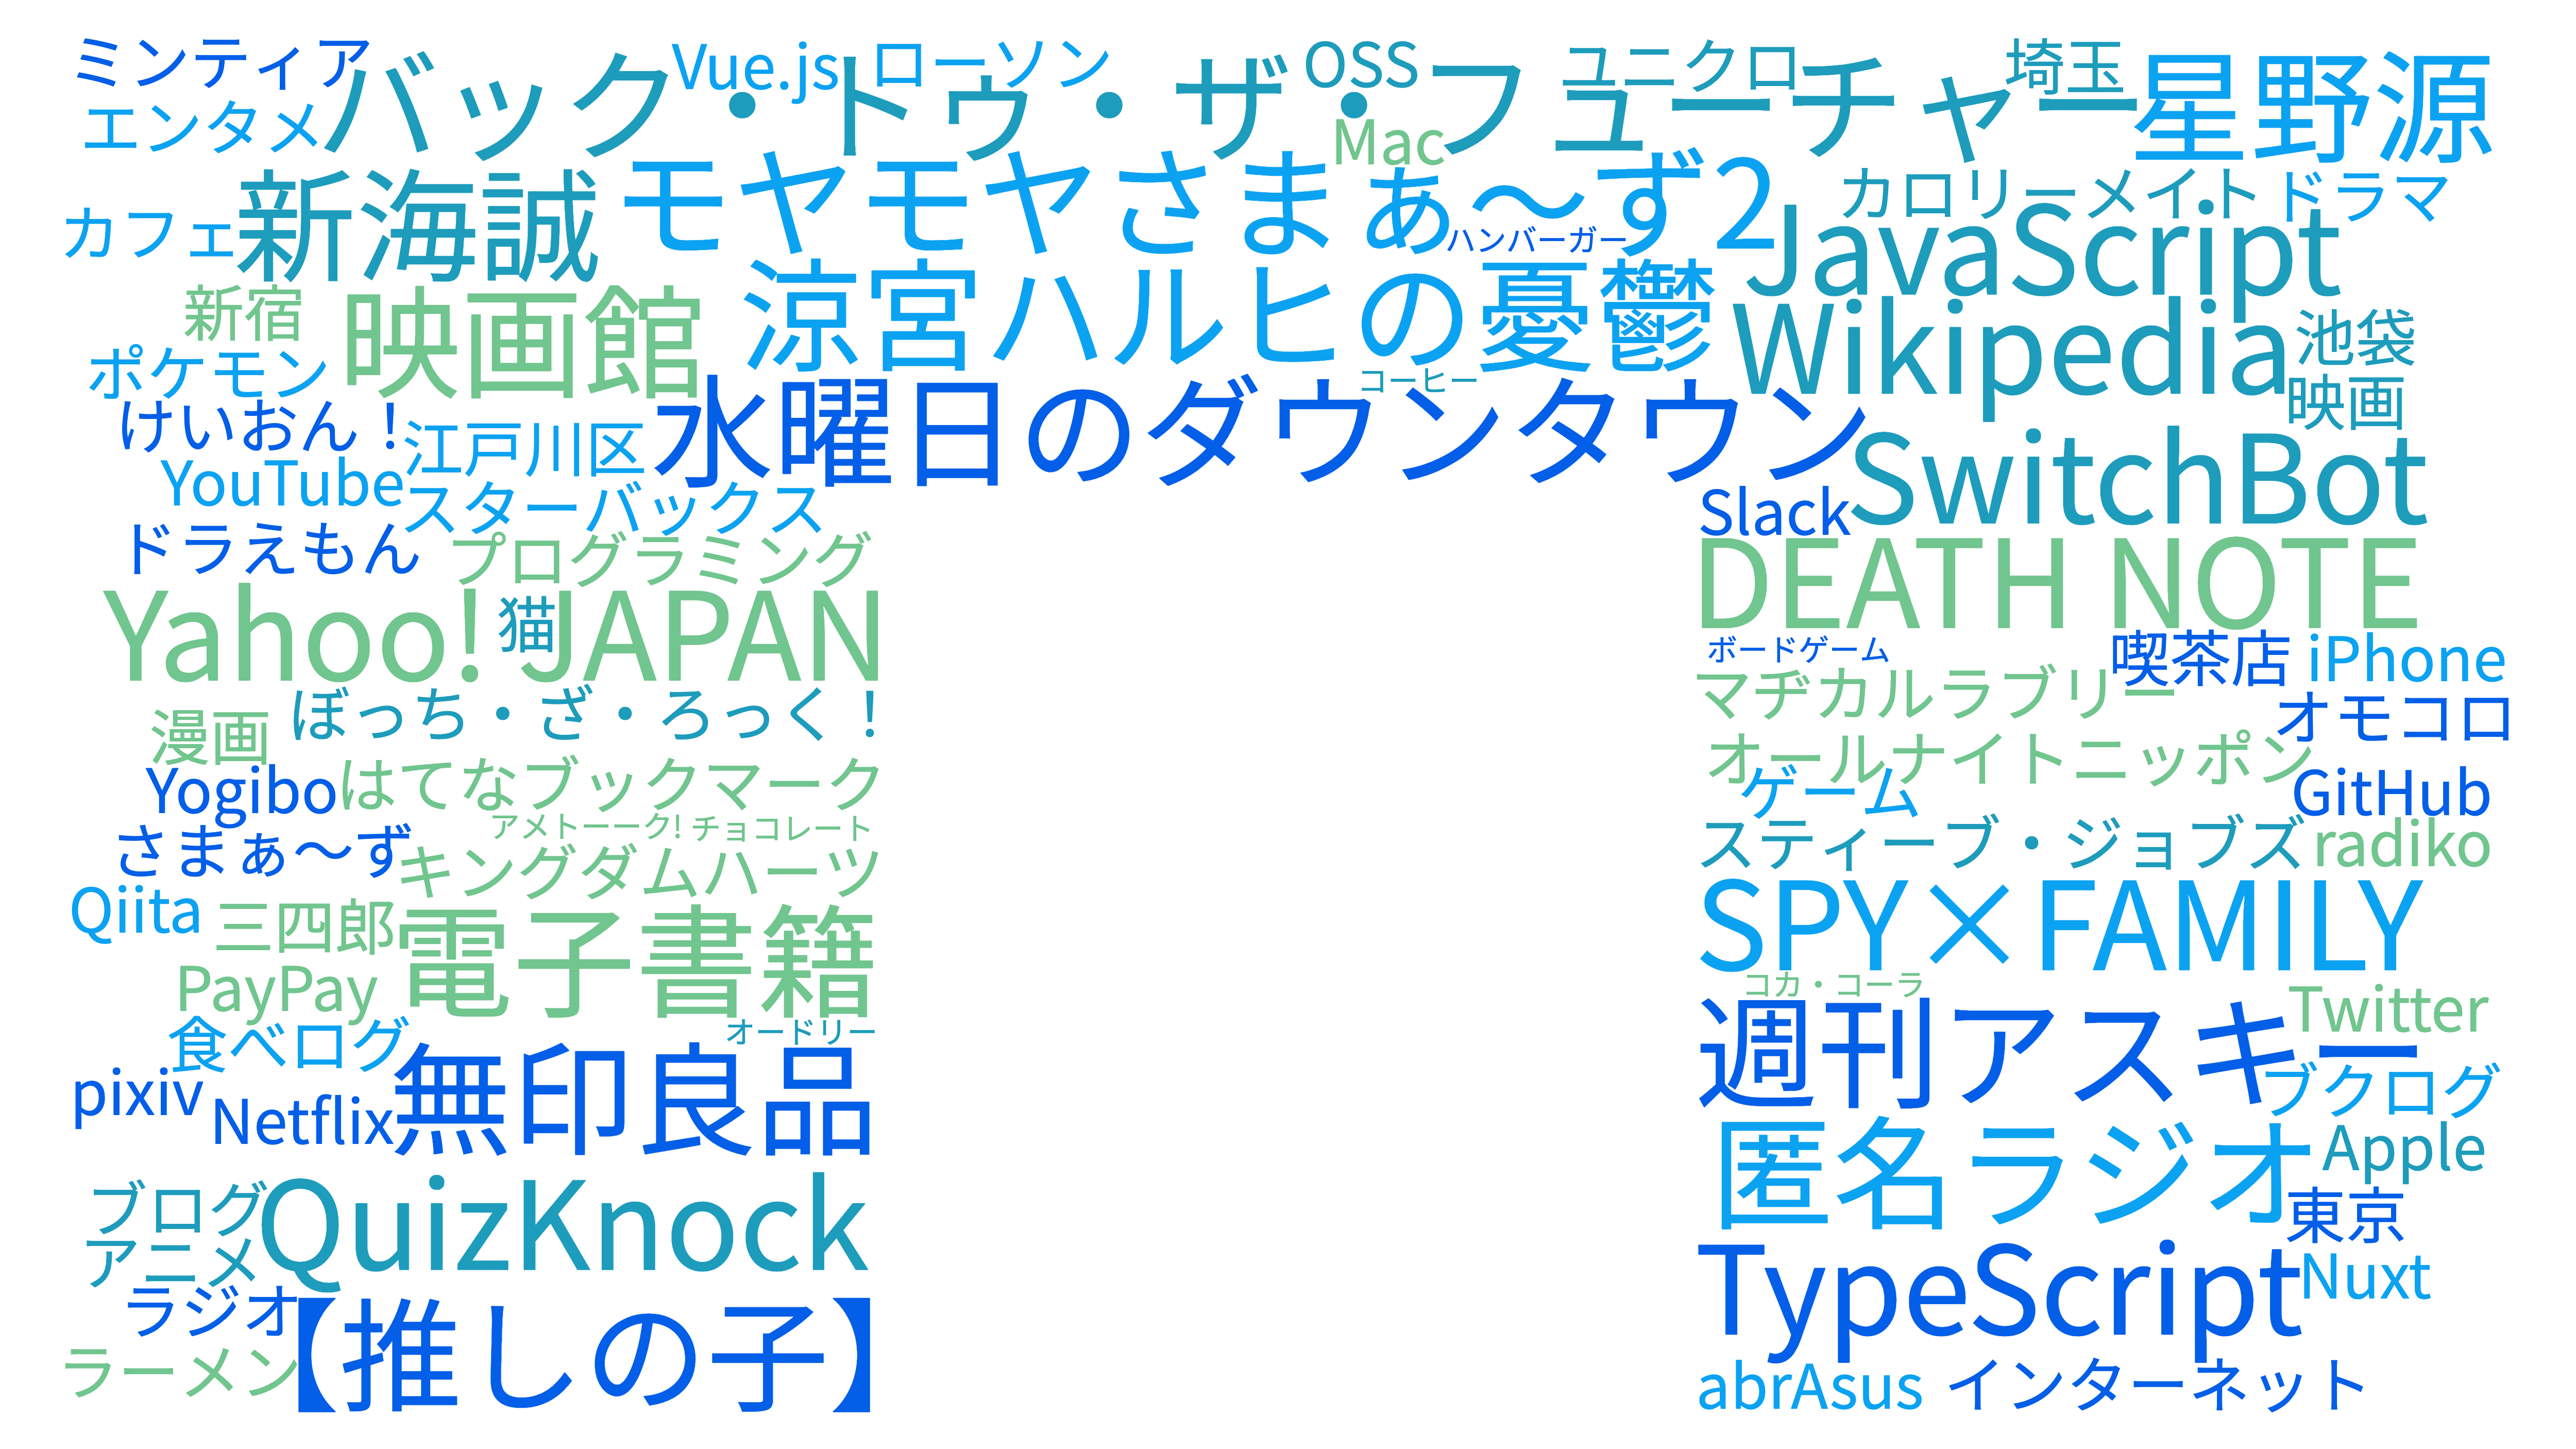 ミンティア
バック・トゥ・ザ・フューチャー
Vue.js
ローソン
OSS
ユニクロ
埼玉
星野源
エンタメ
Mac
新海誠
モヤモヤさまぁ～ず2
カロリーメイト
ドラマ
カフェ
ハンバーガー
JavaScript
新宿
映画館
涼宮ハルヒの憂鬱
Wikipedia
池袋
ポケモン
コーヒー
映画
けいおん！
江戸川区
水曜日のダウンタウン
SwitchBot
YouTube
スターバックス
Slack
ドラえもん
プログラミング
DEATH NOTE
Yahoo! JAPAN
猫
ボードゲーム
喫茶店
iPhone
漫画
ぼっち・ざ・ろっく！
マヂカルラブリー
オモコロ
Yogibo
はてなブックマーク
オールナイトニッポン
ゲーム
GitHub
さまぁ～ず
アメトーーク!
チョコレート
キングダムハーツ
スティーブ・ジョブズ
radiko
Qiita
三四郎
電子書籍
SPY×FAMILY
PayPay
コカ・コーラ
Twitter
食べログ
オードリー
週刊アスキー
pixiv
Netflix
無印良品
ブクログ
匿名ラジオ
Apple
ブログ
QuizKnock
東京
アニメ
TypeScript
Nuxt
ラジオ
【推しの子】
ラーメン
abrAsus
インターネット